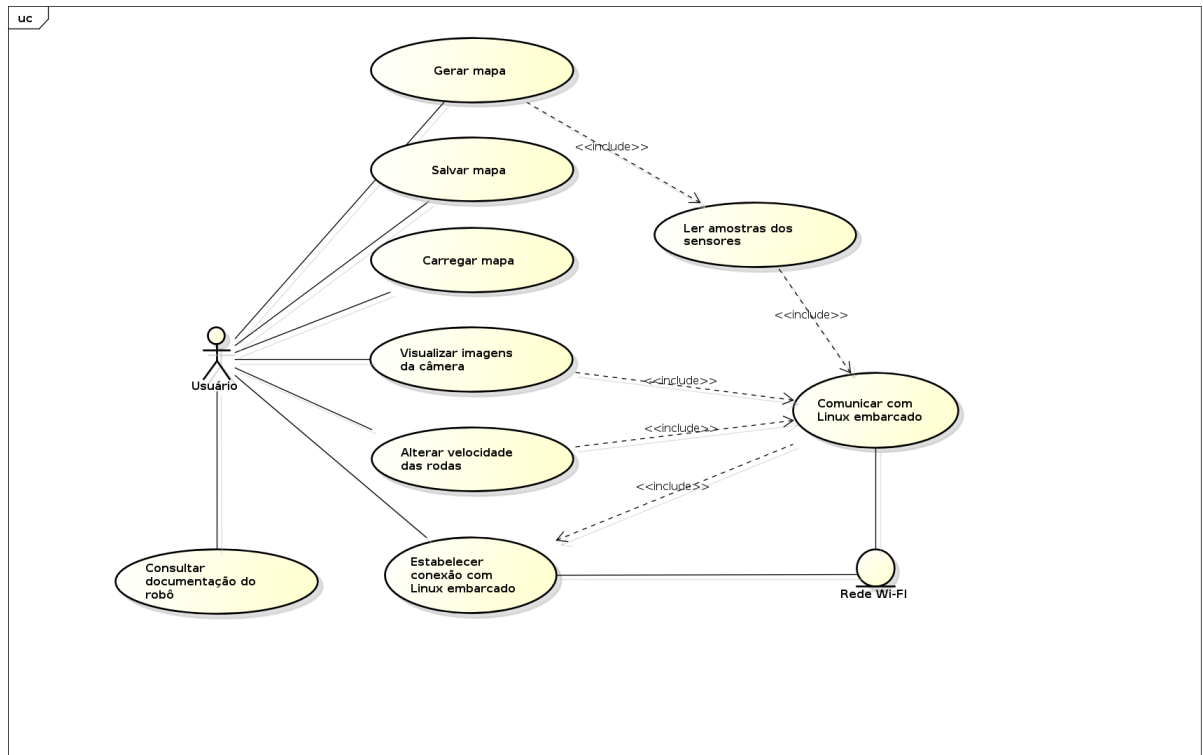 uc
Gerar mapa
<<include>>
Salvar mapa
Ler amostras dos
sensores
Carregar mapa
<<include>>
Visualizar imagens
da câmera
<<include>>
Usuário
Comunicar com
Linux embarcado
<<include>>
Alterar velocidade
das rodas
<<include>>
Consultar
documentação do
robô
Estabelecer
conexão com
Linux embarcado
Rede Wi-FI